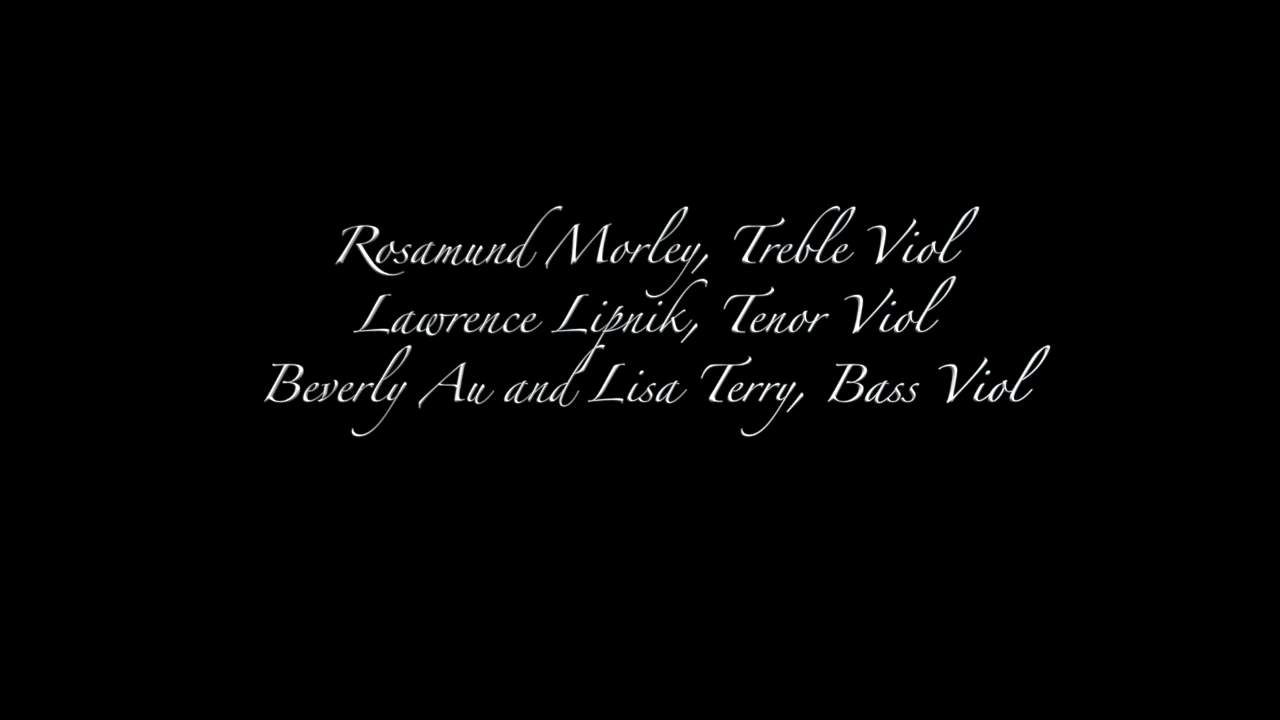 Rosamund Morley, Treble Viol
Lawrence Lipnik, Tenor Viol
Beverly Au and Lisa Terry, Bass Viol